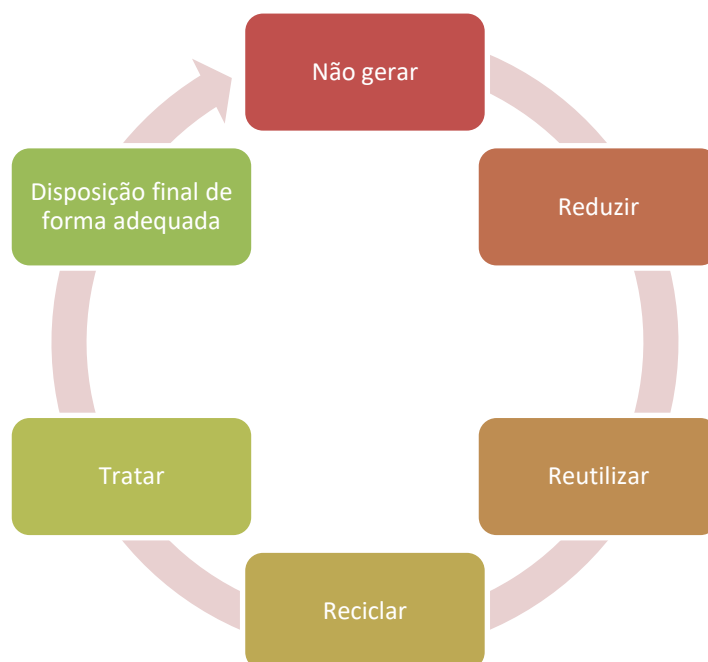 Não gerar
Reduzir
Reutilizar
Reciclar
Tratar
Disposição final de
forma adequada